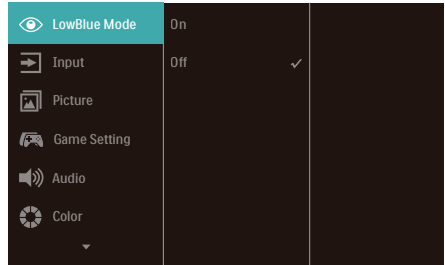 LowBlue Mode
On
Input
Off
Picture
Game Setting
Audio
Color